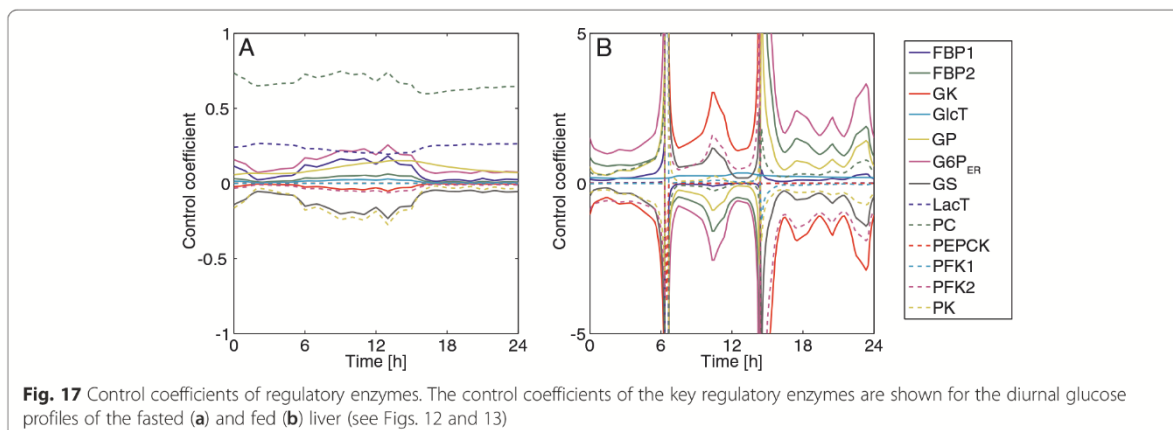 A
B
Control coefficient
1
0.5
0
-0.5
-1
0
6
12
18
24
Time [h]
Control coefficient
5
0
-5
0
6
12
18
24
Time [h]
FBP1
FBP2
GK
GlcT
GP
G6P_ER
GS
LacT
PC
PEPCK
PFK1
PFK2
PK
Fig. 17 Control coefficients of regulatory enzymes. The control coefficients of the key regulatory enzymes are shown for the diurnal glucose
profiles of the fasted (a) and fed (b) liver (see Figs. 12 and 13)